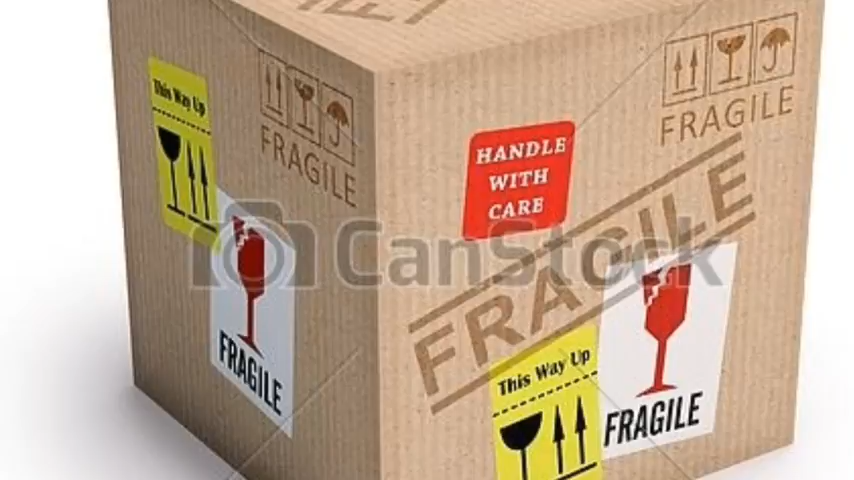 This Way Up
FRAGILE
FRAGILE
HANDLE
WITH
CARE
FRAGILE
FRAGILE
This Way Up
FRAGILE
CanStock